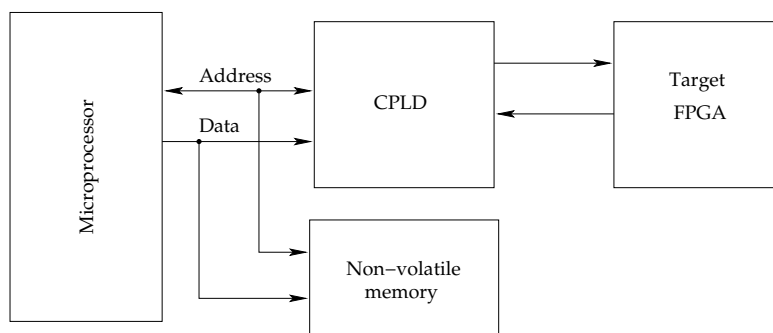 Microprocessor
Address
Data
CPLD
Target
FPGA
Non−volatile
memory